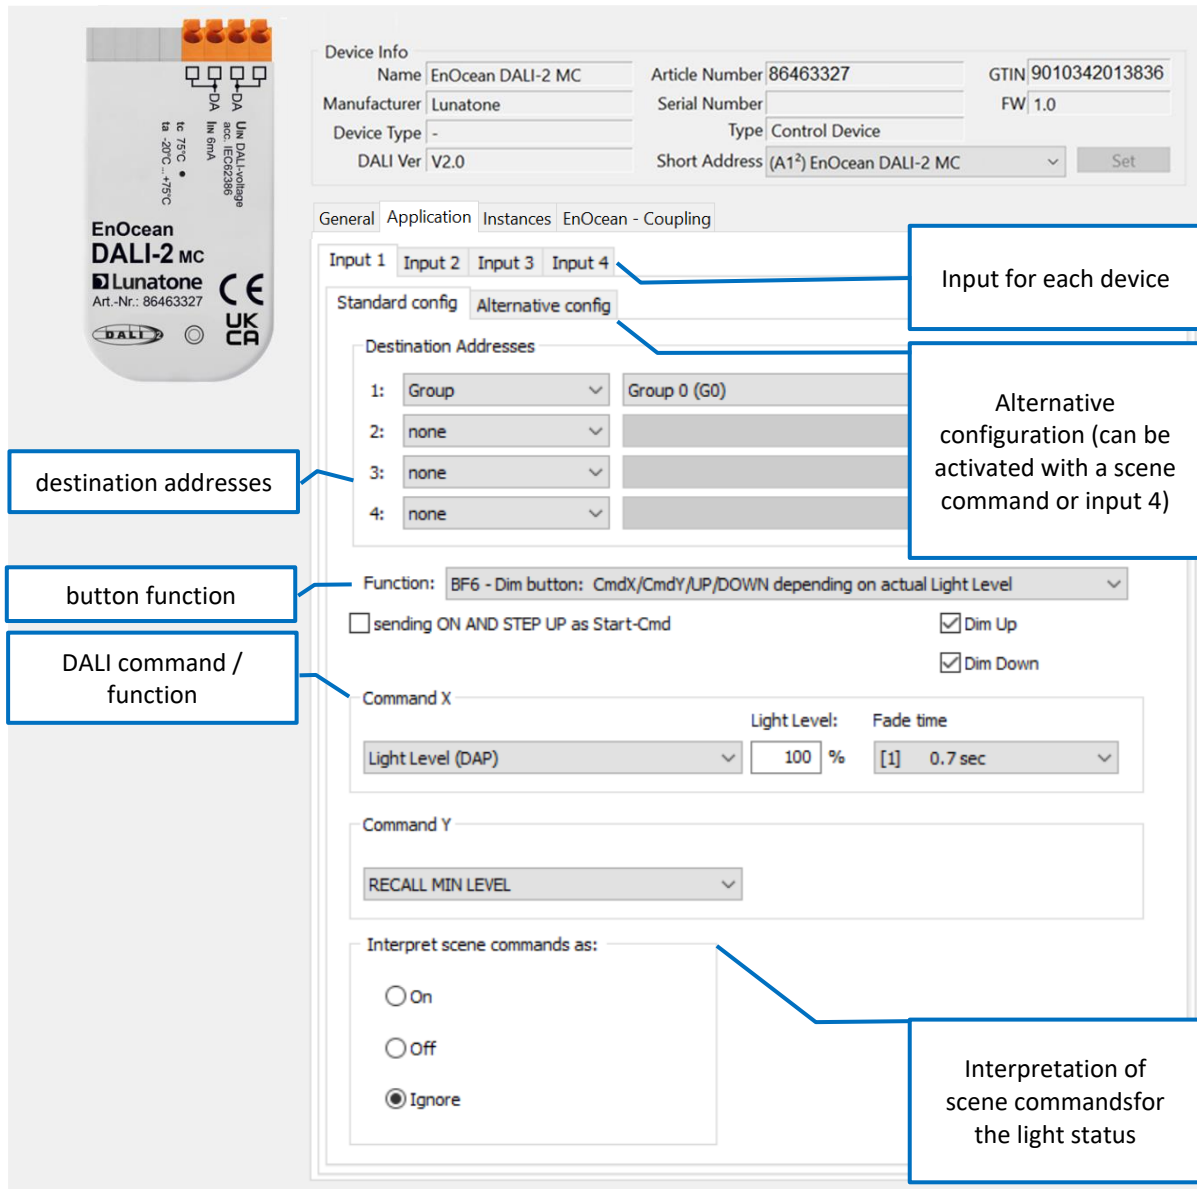 DA
DA
UIN DALI-voltage
acc. IEC62386
IIN 6mA
tc 75°C
ta -20°C...+75°C
EnOcean
DALI-2 MC
Lunatone
Art.-Nr.: 86463327
CE
UK
CA
DALI 2
Device Info
Name EnOcean DALI-2 MC Article Number 86463327 GTIN 9010342013836
Manufacturer Lunatone Serial Number FW 1.0
Device Type - Type Control Device
DALI Ver V2.0 Short Address (A1²) EnOcean DALI-2 MC Set
General Application Instances EnOcean - Coupling
Input 1 Input 2 Input 3 Input 4
Input for each device
Standard config Alternative config
Destination Addresses
1: Group Group 0 (G0)
2: none
3: none
4: none
Alternative
configuration (can be
activated with a scene
command or input 4)
destination addresses
button function
Function: BF6 - Dim button: CmdX/CmdY/UP/DOWN depending on actual Light Level
sending ON AND STEP UP as Start-Cmd Dim Up
Dim Down
DALI command /
function
Command X
Light Level: Fade time
Light Level (DAP) 100 % [1] 0.7 sec
Command Y
RECALL MIN LEVEL
Interpret scene commands as:
On
Off
Ignore
Interpretation of
scene commandsfor
the light status